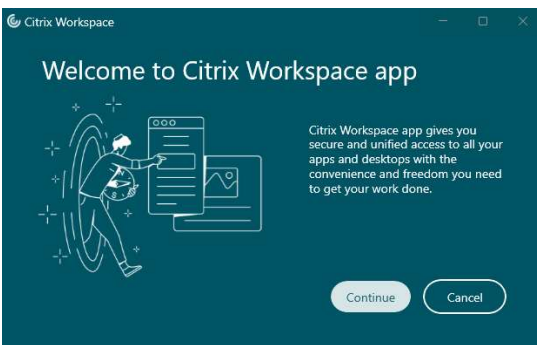 Citrix Workspace
Welcome to Citrix Workspace app
Citrix Workspace app gives you
secure and unified access to all your
apps and desktops with the
convenience and freedom you need
to get your work done.
N
S
Continue
Cancel